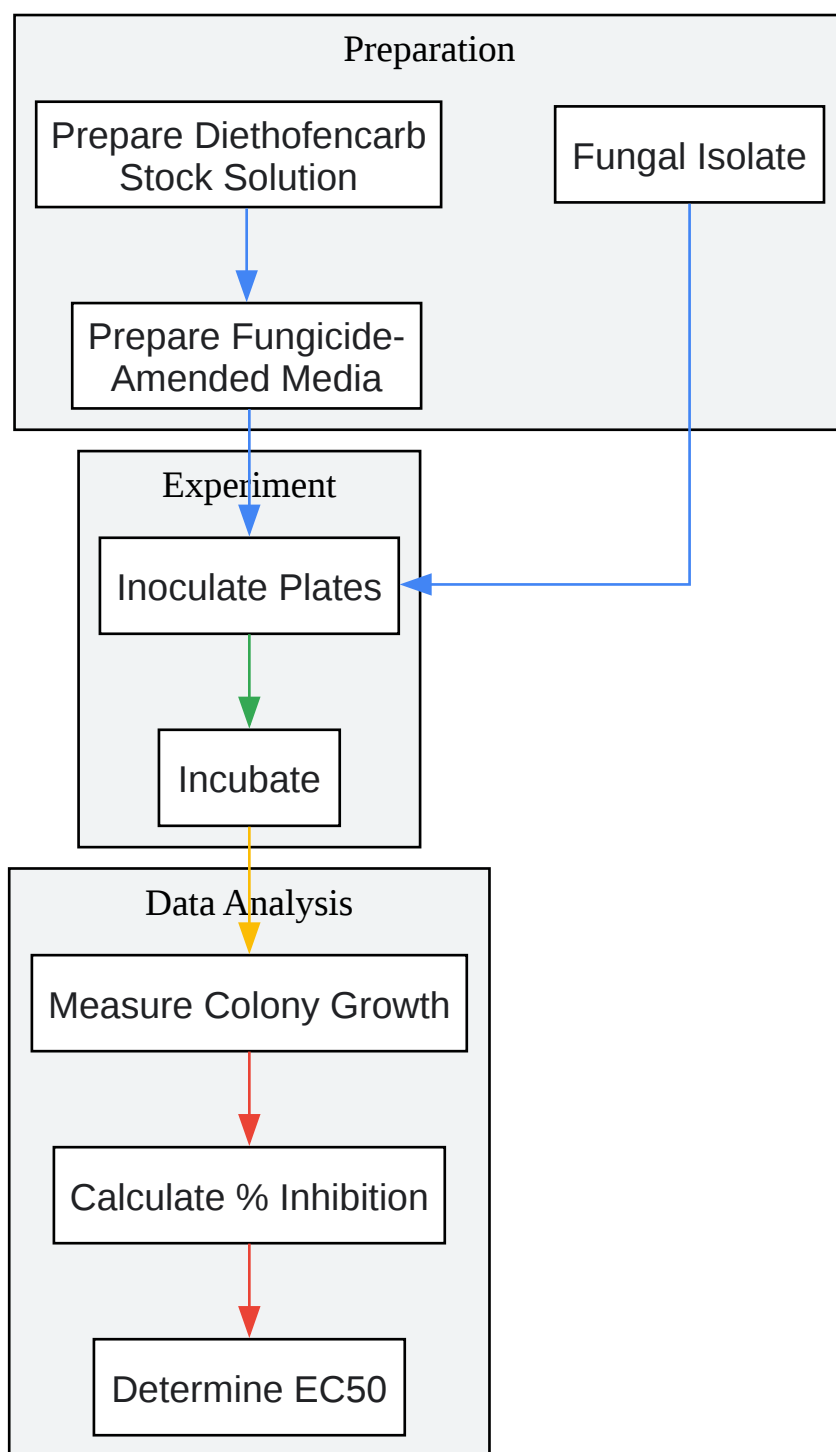 Preparation
Prepare Diethofencarb
Stock Solution
Fungal Isolate
Prepare Fungicide-
Amended Media
Experiment
Inoculate Plates
Incubate
Data Analysis
Measure Colony Growth
Calculate % Inhibition
Determine EC50